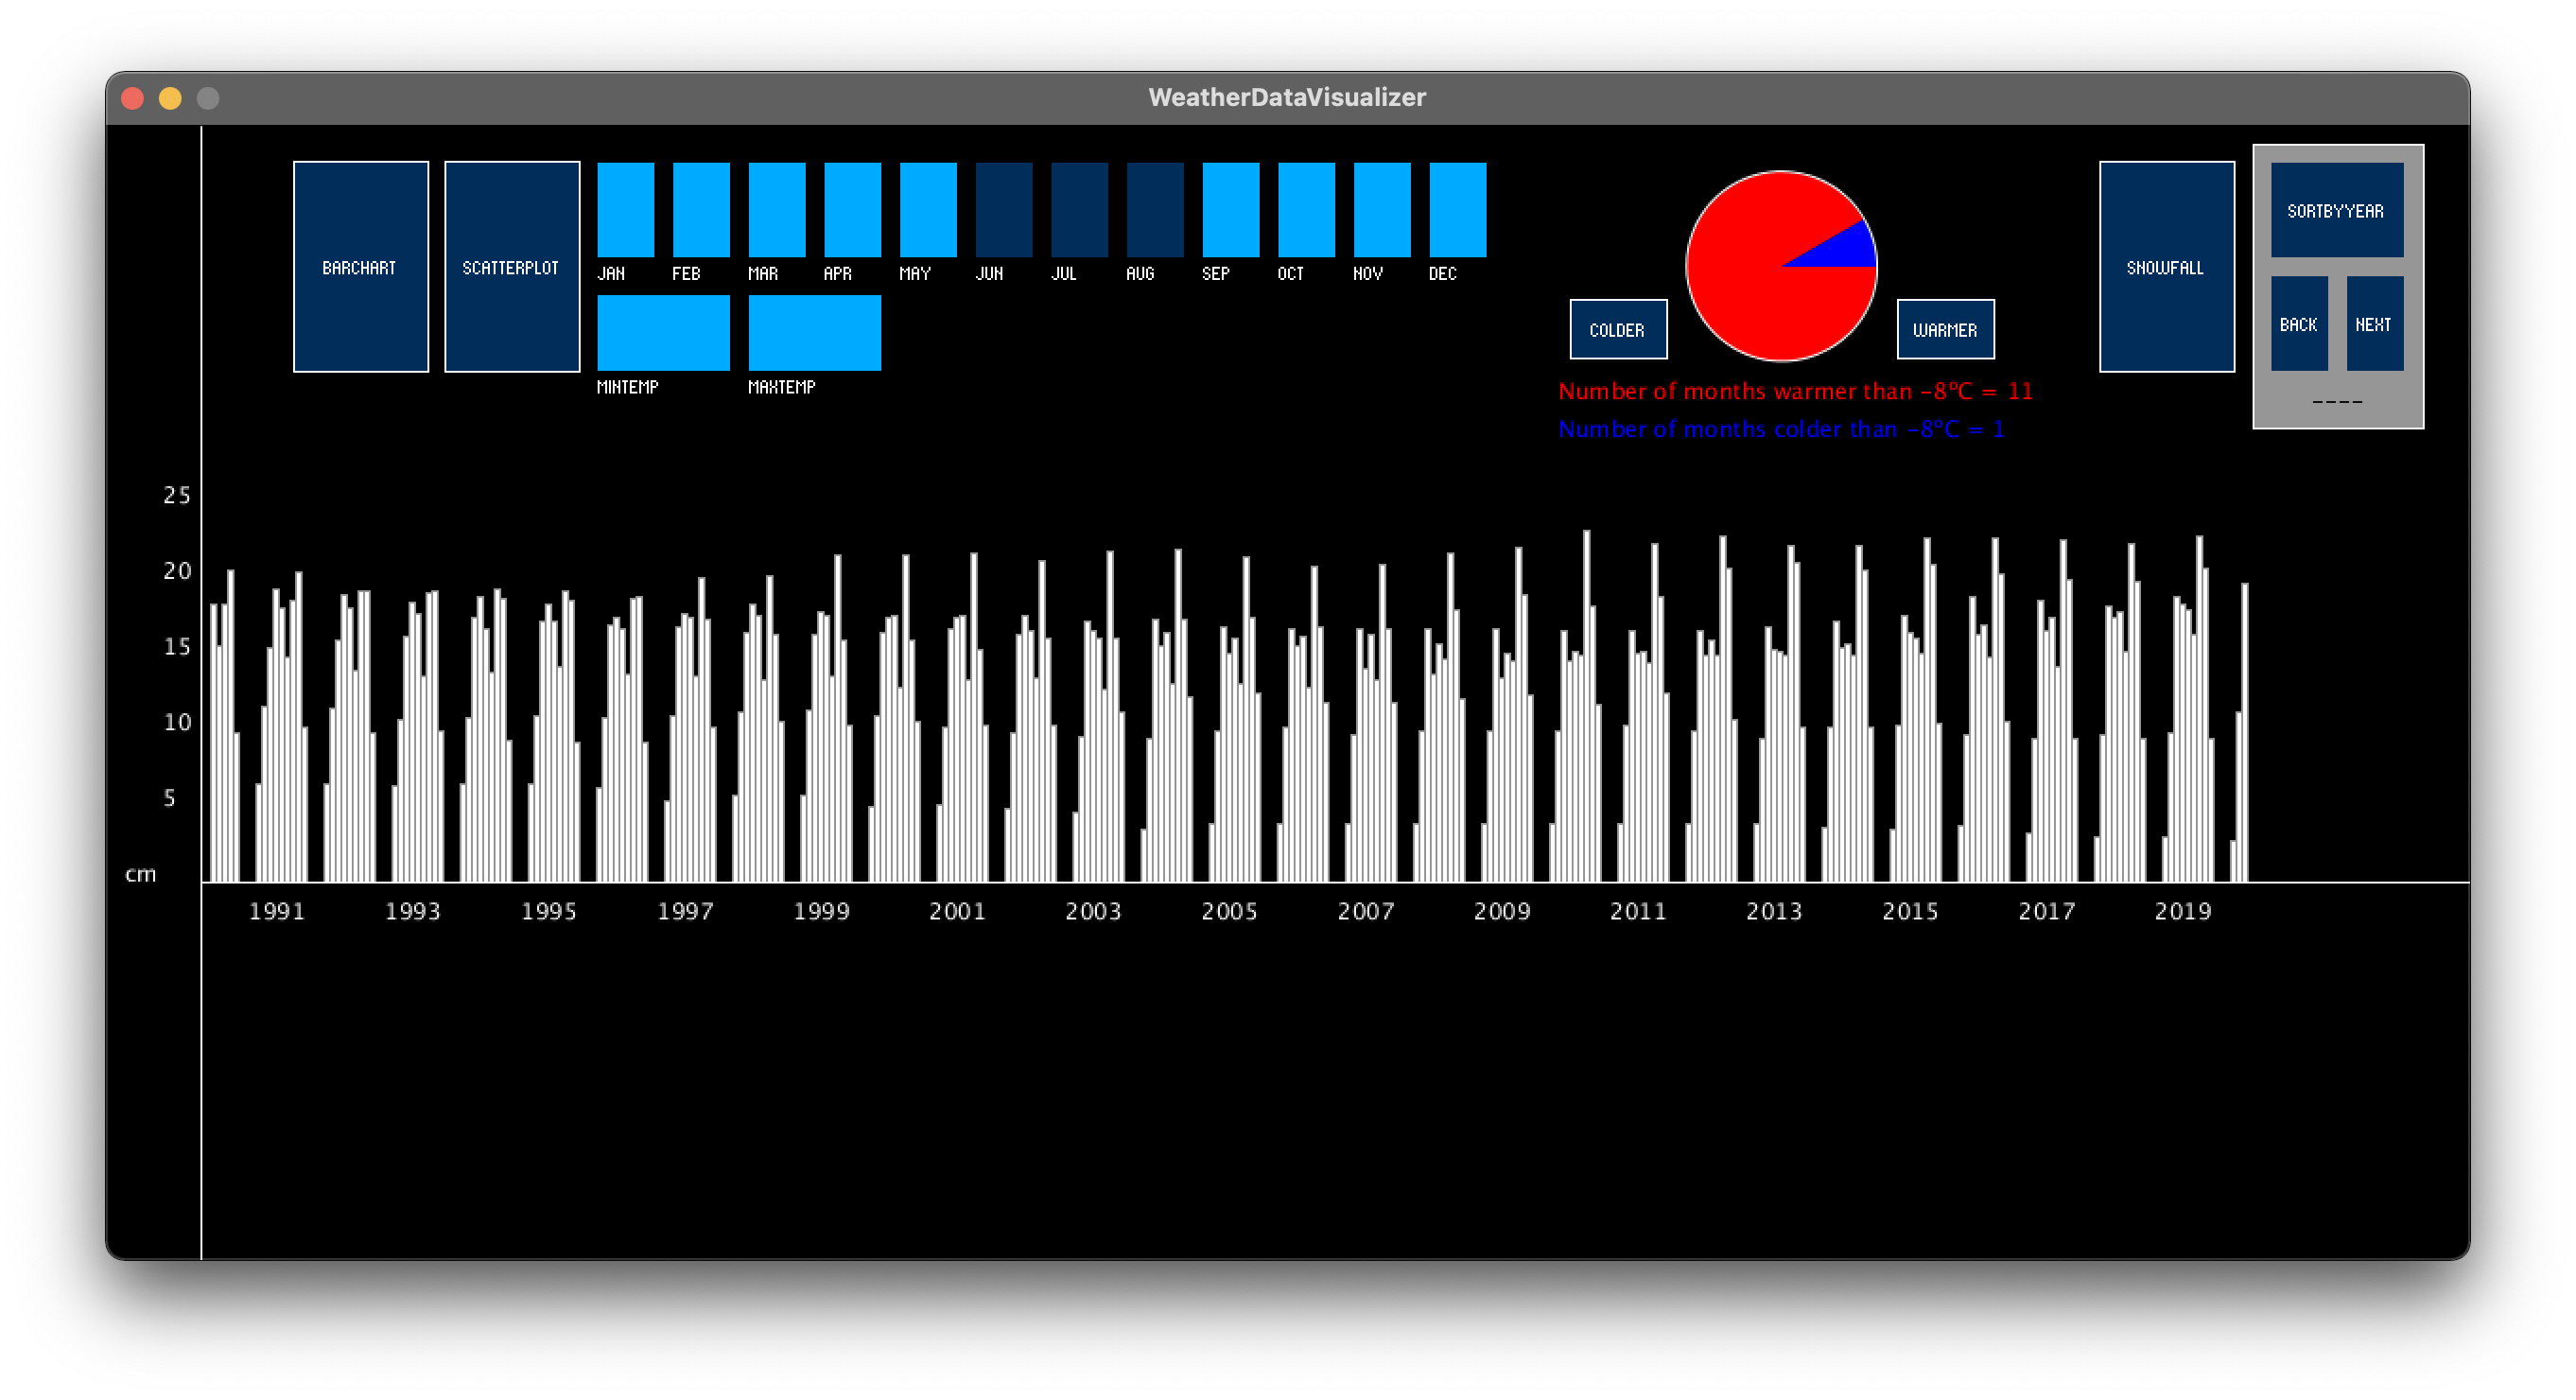 WeatherDataVisualizer
BARCHART
SCATTERPLOT
JAN FEB MAR APR MAY JUN JUL AUG SEP OCT NOV DEC
MINTEMP MAXTEMP
COLDER
WARMER
Number of months warmer than -8°C = 11
Number of months colder than -8°C = 1
SNOWFALL
SORTBYYEAR
BACK NEXT
----
25
20
15
10
5
cm
1991 1993 1995 1997 1999 2001 2003 2005 2007 2009 2011 2013 2015 2017 2019